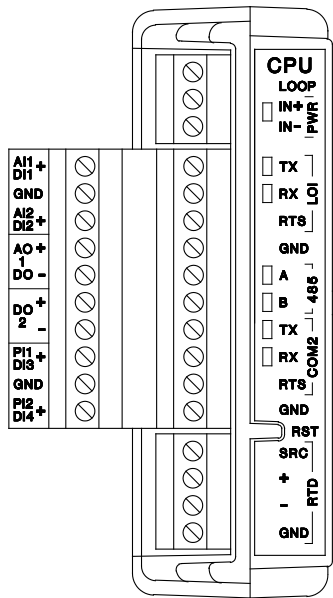 CPU
LOOP
IN+
IN-
PWR
TX
RX
RTS
LOI
GND
A
B
485
TX
RX
RTS
COM2
GND
RST
SRC
+
-
GND
RTD
AI1 +
DI1
GND
AI2 +
DI2
AO +
1
DO -
DO +
2 -
PI1 +
DI3
GND
PI2 +
DI4